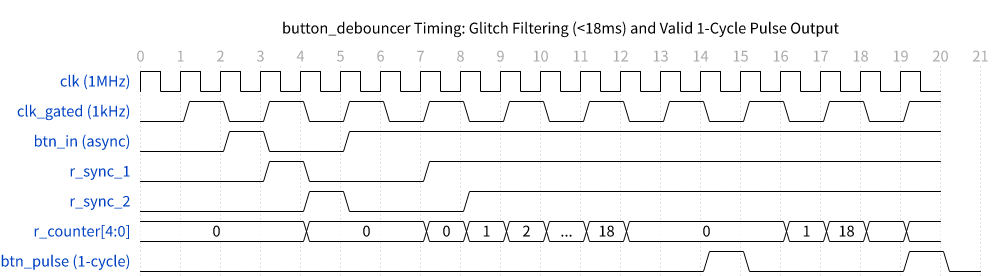 button_debouncer Timing: Glitch Filtering (<18ms) and Valid 1-Cycle Pulse Output
0 1 2 3 4 5 6 7 8 9 10 11 12 13 14 15 16 17 18 19 20 21
clk (1MHz)
clk_gated (1kHz)
btn_in (async)
r_sync_1
r_sync_2
r_counter[4:0] 0 0 0 1 2 ... 18 0 1 18
btn_pulse (1-cycle)